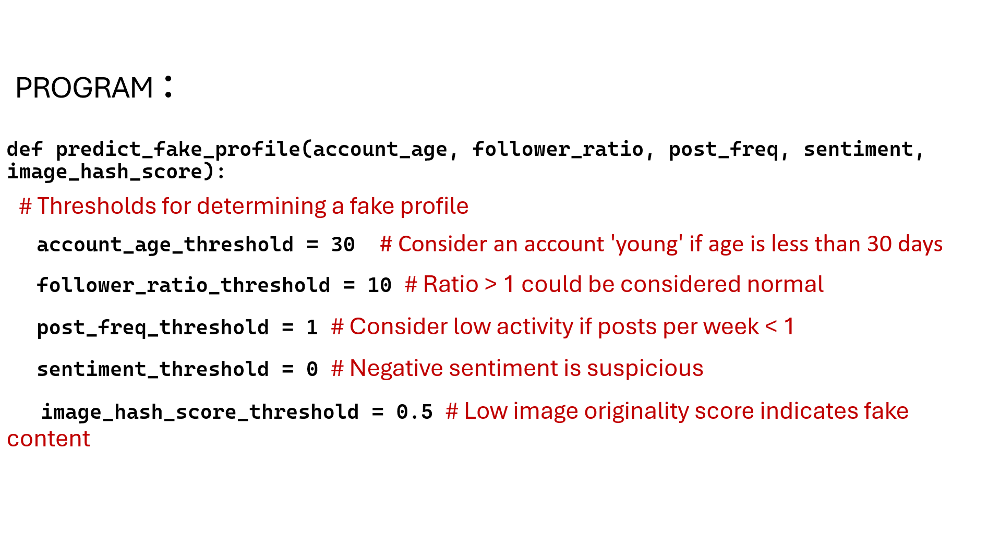 PROGRAM :
def predict_fake_profile(account_age, follower_ratio, post_freq, sentiment,
image_hash_score):
# Thresholds for determining a fake profile
account_age_threshold = 30 # Consider an account 'young' if age is less than 30 days
follower_ratio_threshold = 10 # Ratio > 1 could be considered normal
post_freq_threshold = 1 # Consider low activity if posts per week < 1
sentiment_threshold = 0 # Negative sentiment is suspicious
image_hash_score_threshold = 0.5 # Low image originality score indicates fake
content